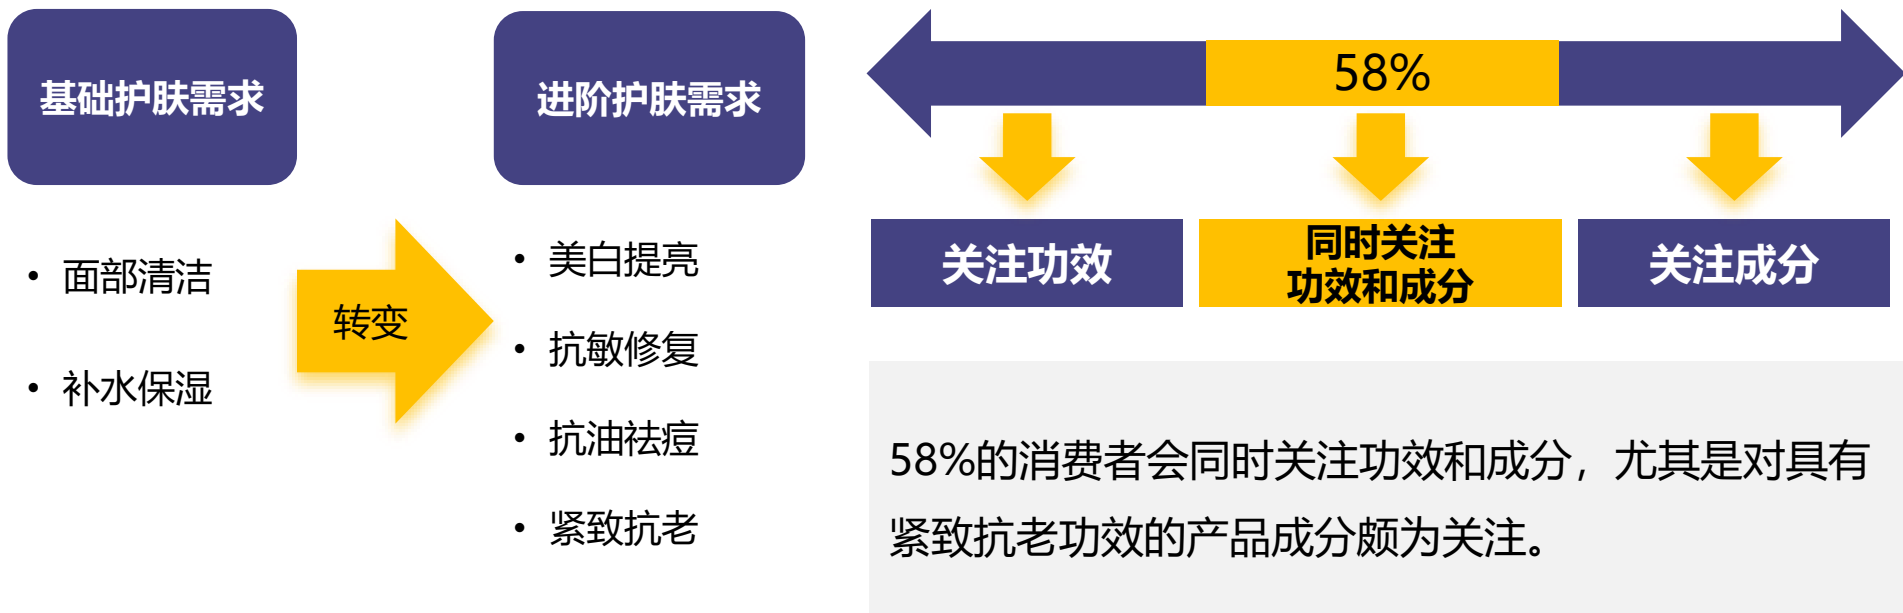 基础护肤需求
• 面部清洁
• 补水保湿
转变
进阶护肤需求
• 美白提亮
• 抗敏修复
• 抗油祛痘
• 紧致抗老
58%
关注功效
同时关注
功效和成分
关注成分
58%的消费者会同时关注功效和成分，尤其是对具有
紧致抗老功效的产品成分颇为关注。